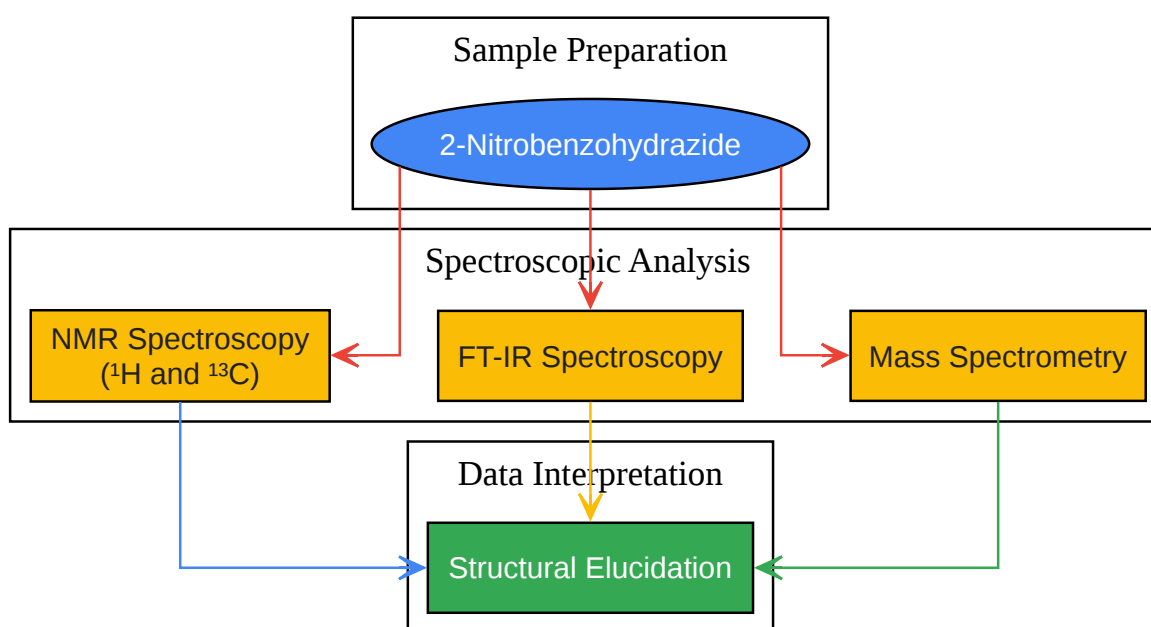 Sample Preparation
2-Nitrobenzohydrazide
Spectroscopic Analysis
NMR Spectroscopy
(¹H and ¹³C)
FT-IR Spectroscopy
Mass Spectrometry
Data Interpretation
Structural Elucidation